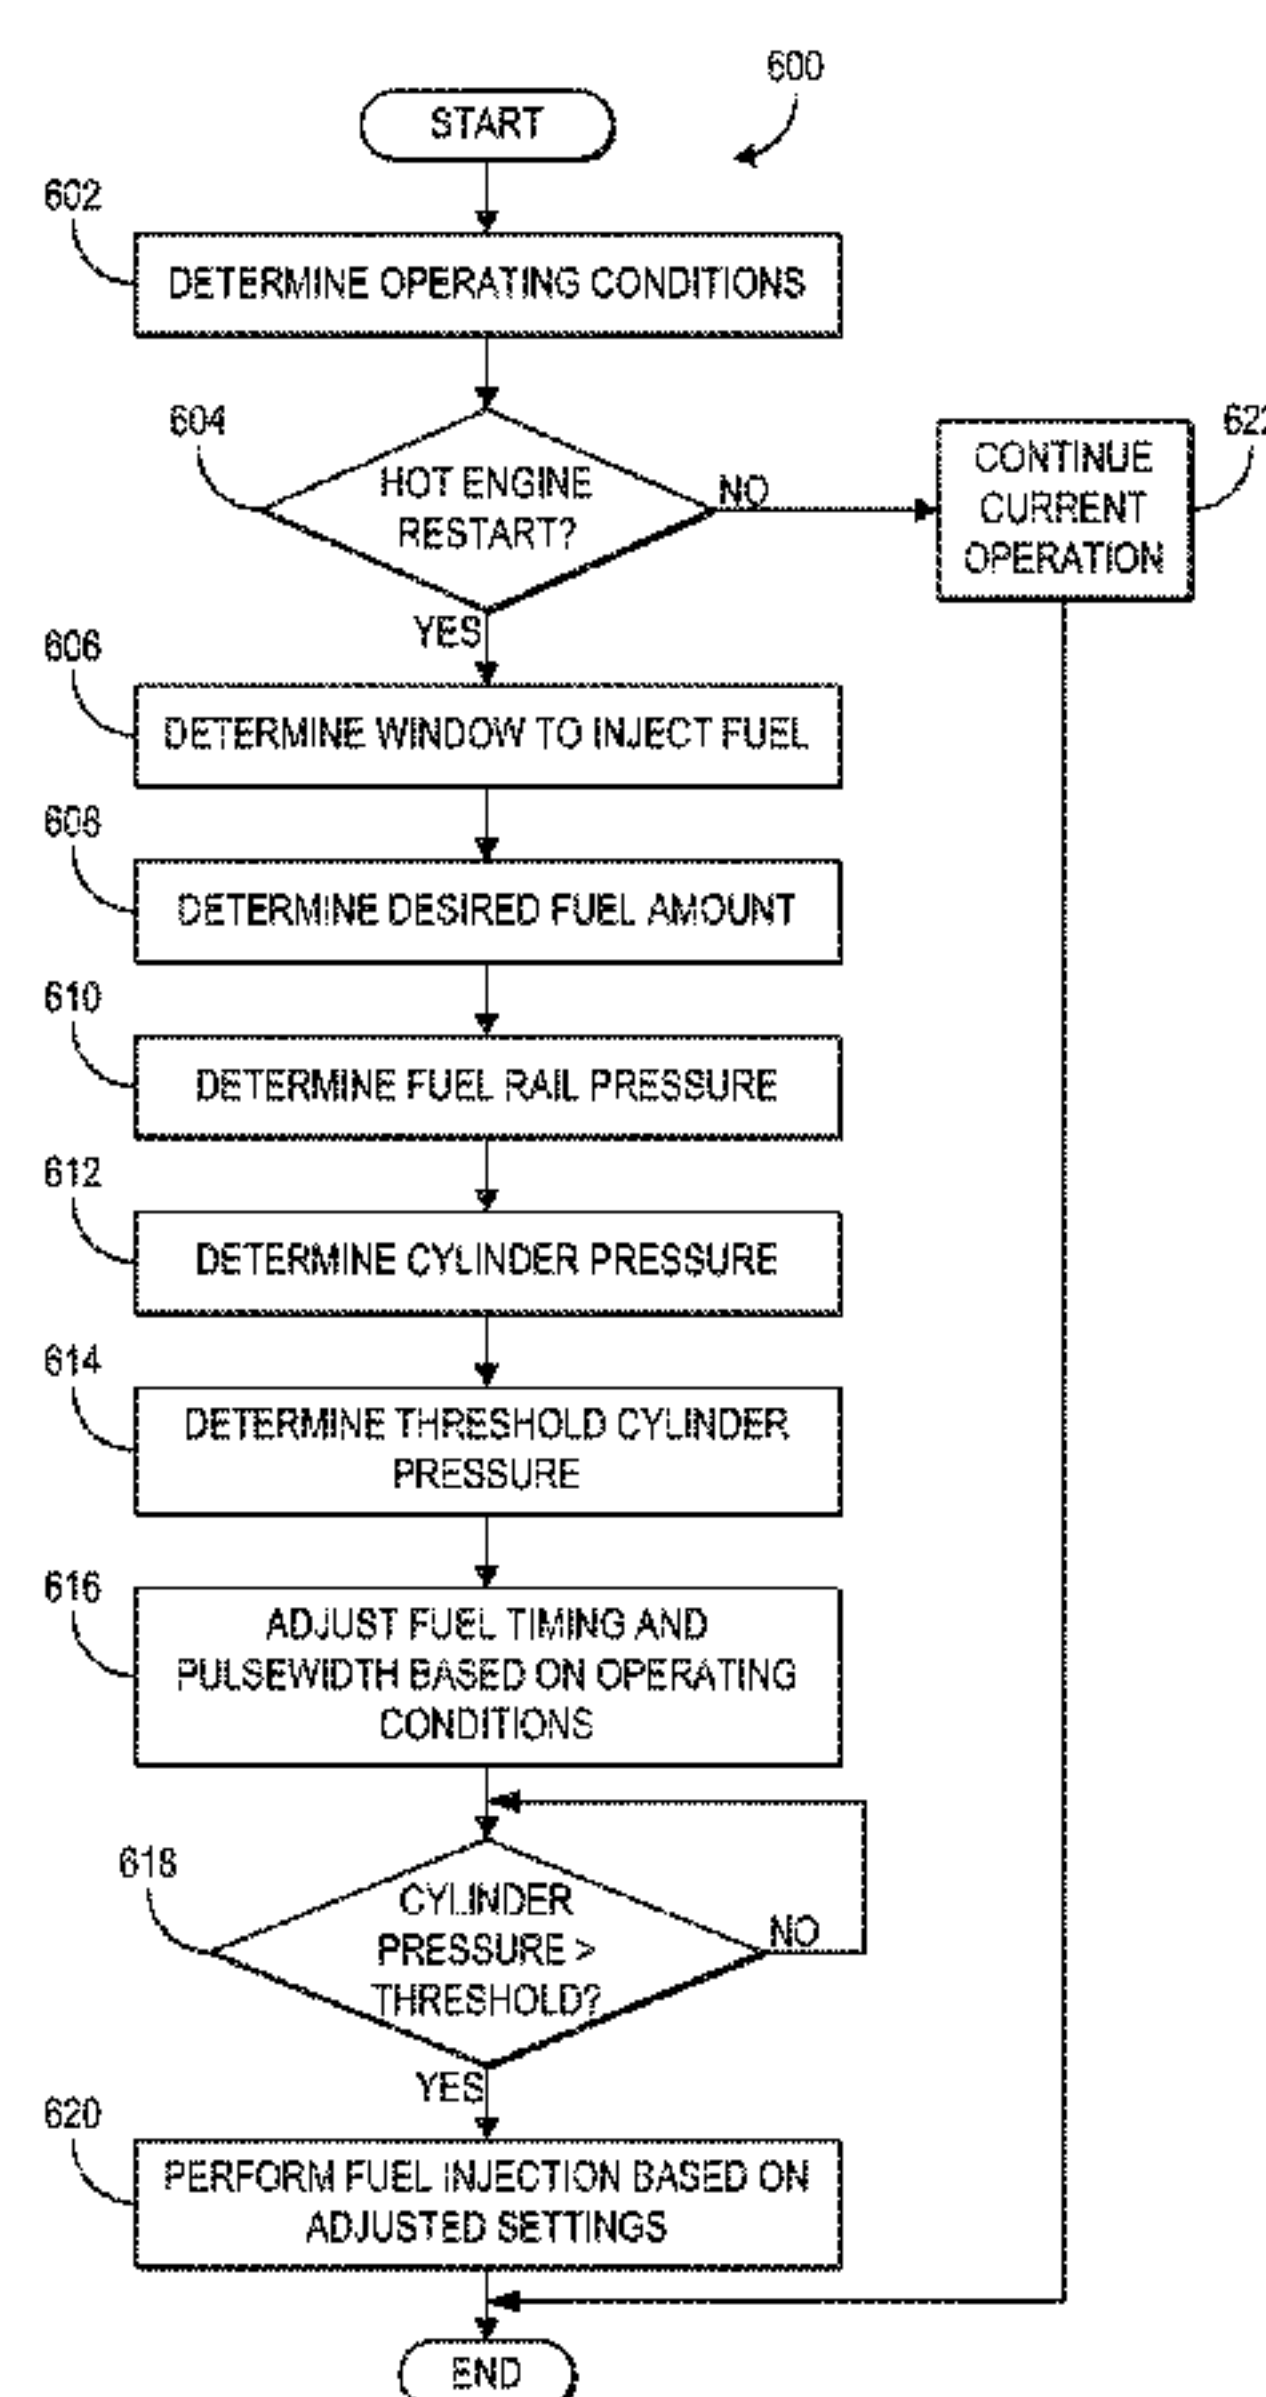 600
START
602
DETERMINE OPERATING CONDITIONS
604
HOT ENGINE
RESTART?
NO
YES
CONTINUE
CURRENT
OPERATION
622
606
DETERMINE WINDOW TO INJECT FUEL
608
DETERMINE DESIRED FUEL AMOUNT
610
DETERMINE FUEL RAIL PRESSURE
612
DETERMINE CYLINDER PRESSURE
614
DETERMINE THRESHOLD CYLINDER
PRESSURE
616
ADJUST FUEL TIMING AND
PULSEWIDTH BASED ON OPERATING
CONDITIONS
618
CYLINDER
PRESSURE >
THRESHOLD?
NO
YES
620
PERFORM FUEL INJECTION BASED ON
ADJUSTED SETTINGS
END